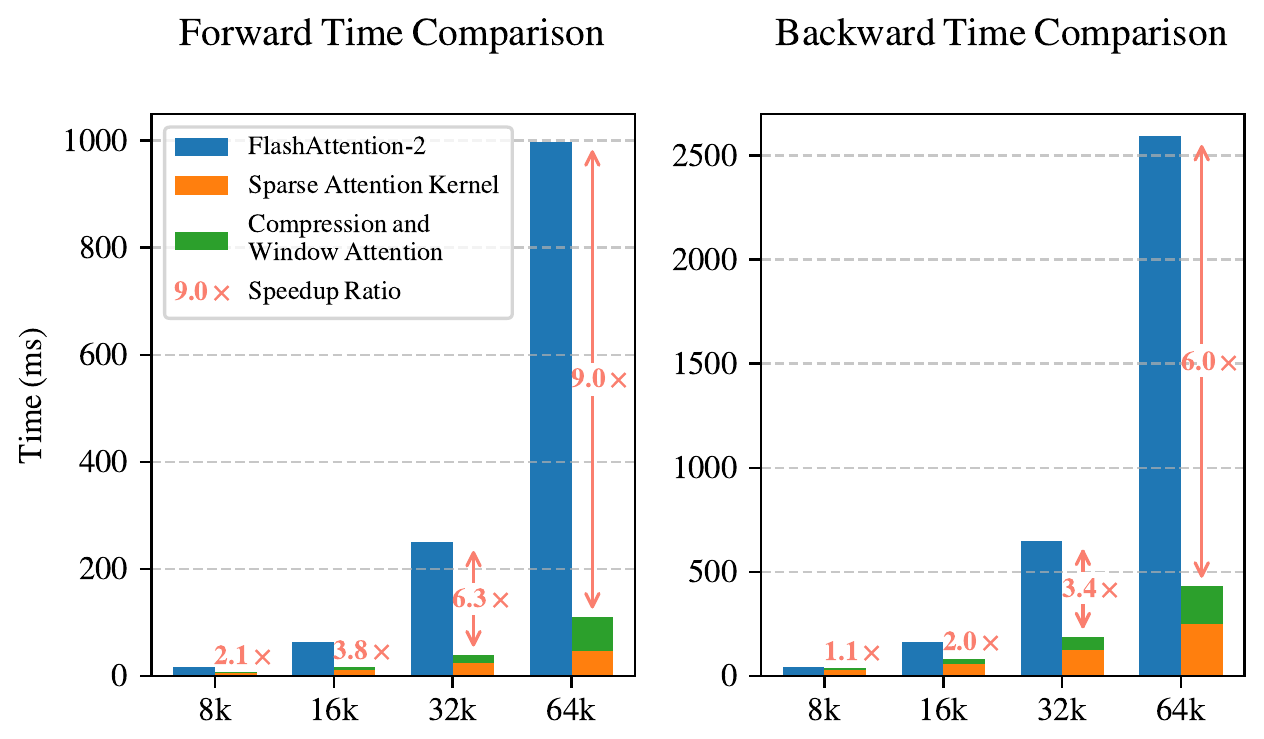 Forward Time Comparison
Time (ms)
1000
800
600
400
200
0
FlashAttention-2
Sparse Attention Kernel
Compression and
Window Attention
9.0× Speedup Ratio
2.1×
3.8×
6.3×
9.0×
8k 16k 32k 64k
Backward Time Comparison
2500
2000
1500
1000
500
0
1.1×
2.0×
3.4×
6.0×
8k 16k 32k 64k